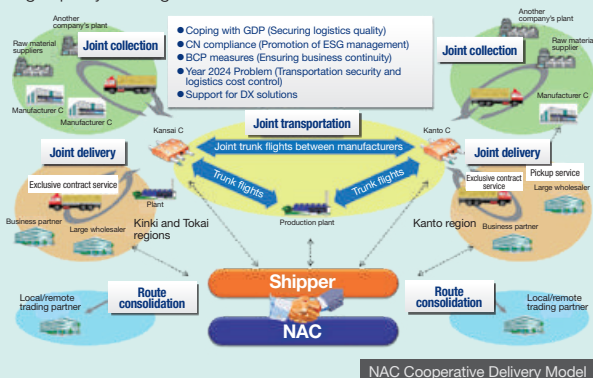 Another
company's plant
Raw material
suppliers
Joint collection
Manufacturer C
Manufacturer C
● Coping with GDP (Securing logistics quality)
● CN compliance (Promotion of ESG management)
● BCP measures (Ensuring business continuity)
● Year 2024 Problem (Transportation security and
logistics cost control)
● Support for DX solutions
Another
company's plant
Joint collection
Raw material
supplier
Manufacturer C
Joint transportation
Kansai C
Joint trunk flights between manufacturers
Kanto C
Trunk flights
Trunk flights
Production plant
Joint delivery
Exclusive contract service
Plant
Business partner
Large wholesaler
Kinki and Tokai
regions
Joint delivery
Pickup service
Exclusive contract
service
Large wholesaler
Business partner
Kanto region
Shipper
NAC
Route
consolidation
Local/remote
trading partner
Route
consolidation
Local/remote
trading partner
NAC Cooperative Delivery Model